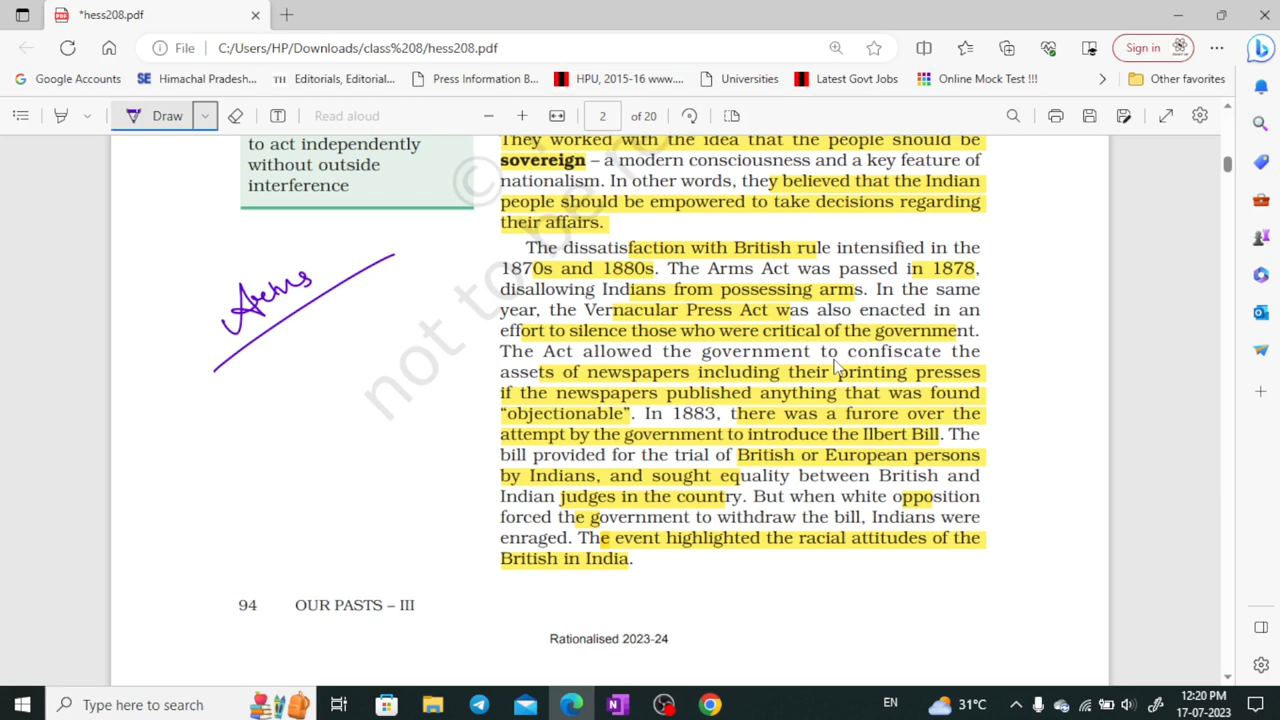 *hess208.pdf
File C:/Users/HP/Downloads/class%208/hess208.pdf
Sign in
Google Accounts SE Himachal Pradesh... TH Editorials, Editorial... Press Information B... HPU, 2015-16 www.... Universities Latest Govt Jobs Online Mock Test !!! Other favorites
Draw Read aloud 2 of 20
to act independently
without outside
interference
They worked with the idea that the people should be
sovereign – a modern consciousness and a key feature of
nationalism. In other words, they believed that the Indian
people should be empowered to take decisions regarding
their affairs.
The dissatisfaction with British rule intensified in the
1870s and 1880s. The Arms Act was passed in 1878,
disallowing Indians from possessing arms. In the same
year, the Vernacular Press Act was also enacted in an
effort to silence those who were critical of the government.
The Act allowed the government to confiscate the
assets of newspapers including their printing presses
if the newspapers published anything that was found
“objectionable”. In 1883, there was a furore over the
attempt by the government to introduce the Ilbert Bill. The
bill provided for the trial of British or European persons
by Indians, and sought equality between British and
Indian judges in the country. But when white opposition
forced the government to withdraw the bill, Indians were
enraged. The event highlighted the racial attitudes of the
British in India.
Arms
© not to be r
94 OUR PASTS – III
Rationalised 2023-24
Type here to search
EN 31°C 12:20 PM
17-07-2023